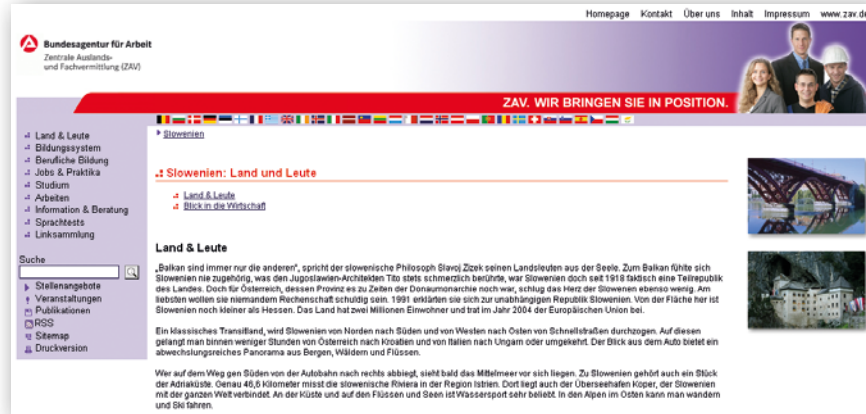 Homepage Kontakt Über uns Inhalt Impressum www.zav.de
Bundesagentur für Arbeit
Zentrale Auslands-
und Fachvermittlung (ZAV)
ZAV. WIR BRINGEN SIE IN POSITION.
Land & Leute
Bildungssystem
Berufliche Bildung
Jobs & Praktika
Studium
Arbeiten
Information & Beratung
Sprachtests
Linksammlung
Suche
Stellenangebote
Veranstaltungen
Publikationen
RSS
Sitemap
Druckversion
Slowenien
Slowenien: Land und Leute
Land & Leute
Blick in die Wirtschaft
Land & Leute
„Balkan sind immer nur die anderen", spricht der slowenische Philosoph Slavoj Zizek seinen Landsleuten aus der Seele. Zum Balkan fühlte sich
Slowenien nie zugehörig, was den Jugoslawien-Architekten Tito stets schmerzlich berührte, war Slowenien doch seit 1918 faktisch eine Teilrepublik
des Landes. Doch für Österreich, dessen Provinz es zu Zeiten der Donaumonarchie noch war, schlug das Herz der Slowenen ebenso wenig. Am
liebsten wollen sie niemandem Rechenschaft schuldig sein. 1991 erklärten sie sich zur unabhängigen Republik Slowenien. Von der Fläche her ist
Slowenien noch kleiner als Hessen. Das Land hat zwei Millionen Einwohner und trat im Jahr 2004 der Europäischen Union bei.
Ein klassisches Transitland, wird Slowenien von Norden nach Süden und von Westen nach Osten von Schnellstraßen durchzogen. Auf diesen
gelangt man binnen weniger Stunden von Österreich nach Kroatien und von Italien nach Ungarn oder umgekehrt. Der Blick aus dem Auto bietet ein
abwechslungsreiches Panorama aus Bergen, Wäldern und Flüssen.
Wer auf dem Weg gen Süden von der Autobahn nach rechts abbiegt, sieht bald das Mittelmeer vor sich liegen. Zu Slowenien gehört auch ein Stück
der Adriaküste. Genau 46,6 Kilometer misst die slowenische Riviera in der Region Istrien. Dort liegt auch der Überseehafen Koper, der Slowenien
mit der ganzen Welt verbindet. An der Küste und auf den Flüssen und Seen ist Wassersport sehr beliebt. In den Alpen im Osten kann man wandern
und Ski fahren.